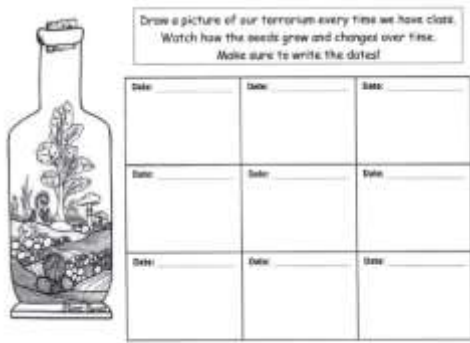 Draw a picture of our terrarium every time we have class.
Watch how the seeds grow and changes over time.
Make sure to write the dates!
Date: Date: Date:
Date: Date: Date:
Date: Date: Date: